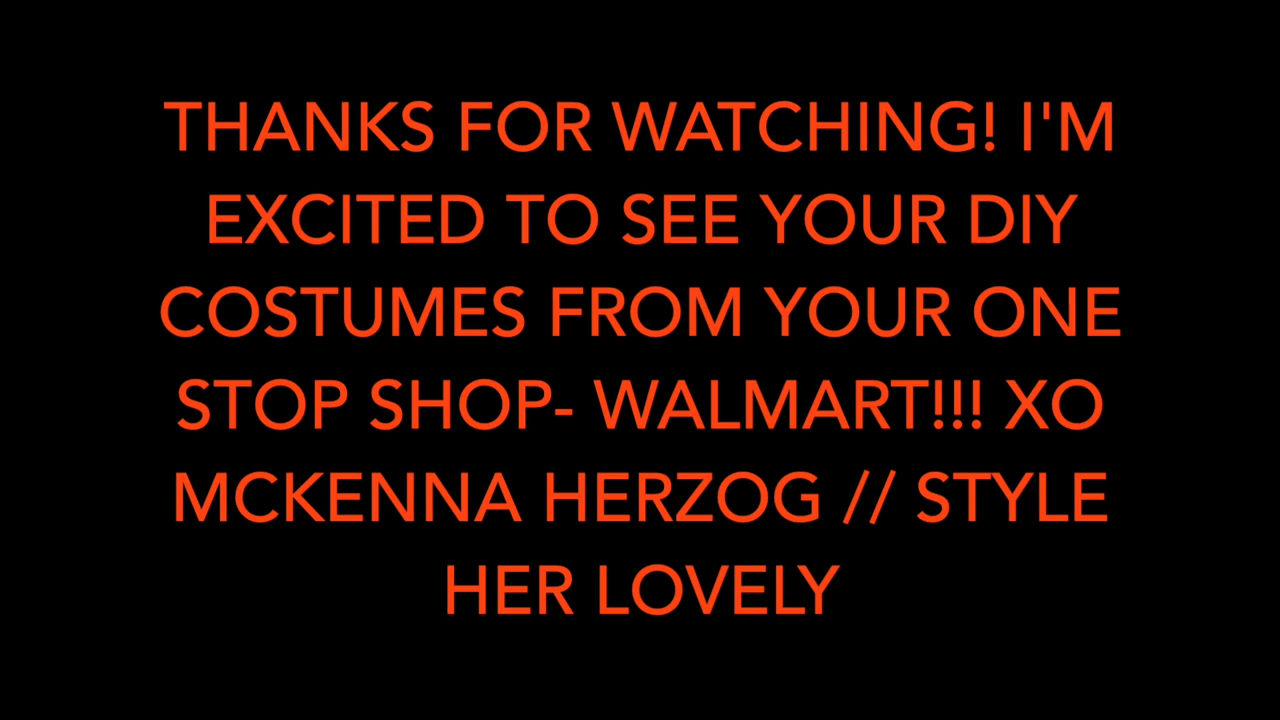 THANKS FOR WATCHING! I'M
EXCITED TO SEE YOUR DIY
COSTUMES FROM YOUR ONE
STOP SHOP- WALMART!!! XO
MCKENNA HERZOG // STYLE
HER LOVELY